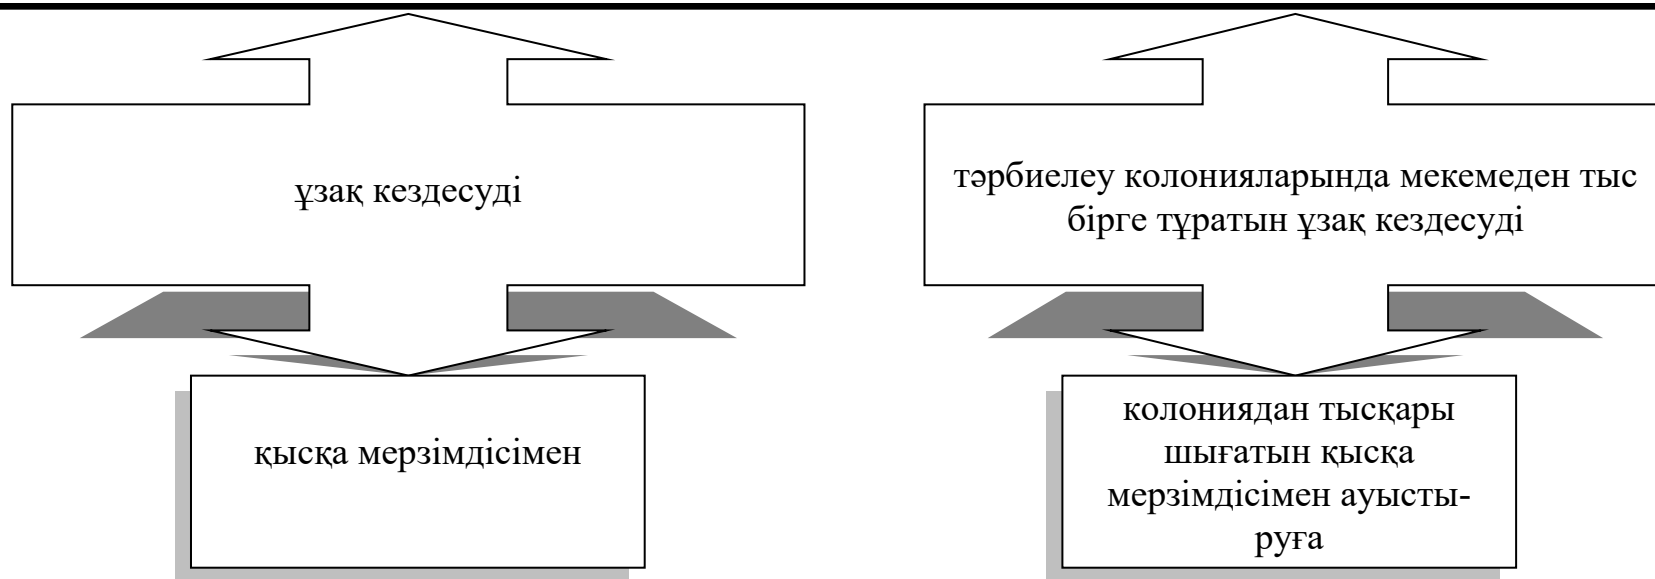 ұзақ кездесуді
тәрбиелеу колонияларында мекемеден тыс
бірге тұратын ұзақ кездесуді
қысқа мерзімдісімен
колониядан тысқары
шығатын қысқа
мерзімдісімен ауысты-
руға